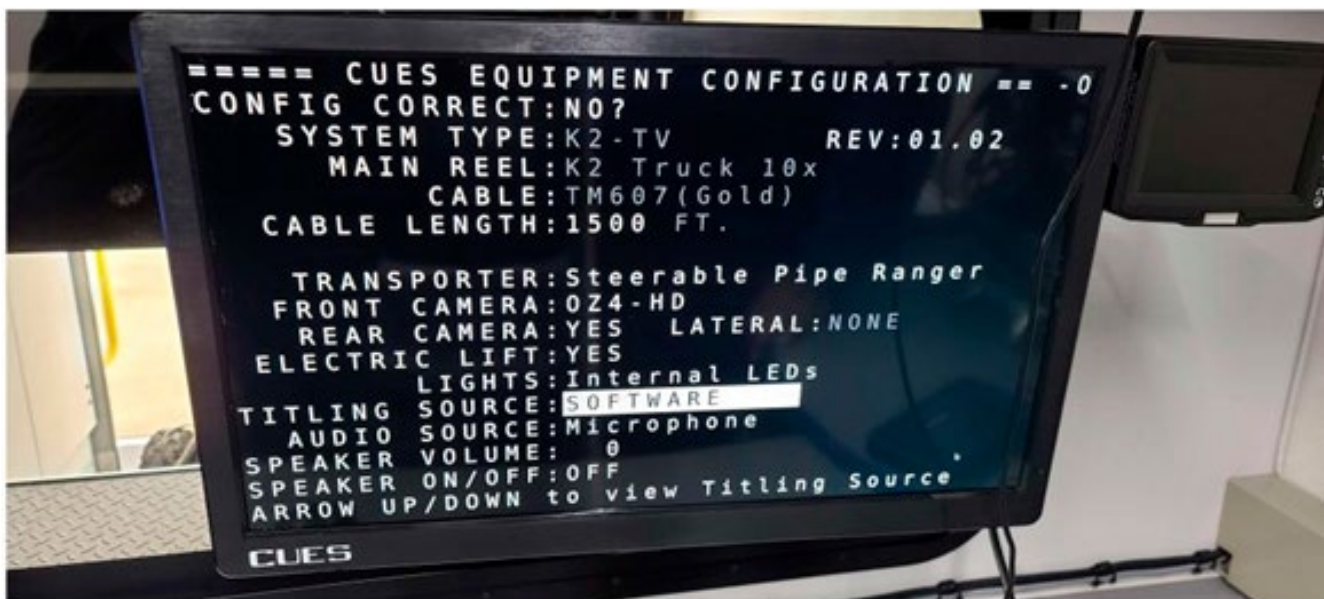 ===== CUES EQUIPMENT CONFIGURATION == -O
CONFIG CORRECT:NO?
SYSTEM TYPE:K2-TV REV:01.02
MAIN REEL:K2 Truck 10x
CABLE:TM607(Gold)
CABLE LENGTH:1500 FT.
TRANSPORTER:Steerable Pipe Ranger
FRONT CAMERA:OZ4-HD
REAR CAMERA:YES LATERAL:NONE
ELECTRIC LIFT:YES
LIGHTS:Internal LEDs
TITLING SOURCE:SOFTWARE
AUDIO SOURCE:Microphone
SPEAKER VOLUME: 0
SPEAKER ON/OFF:OFF
ARROW UP/DOWN to view Titling Source
CUES